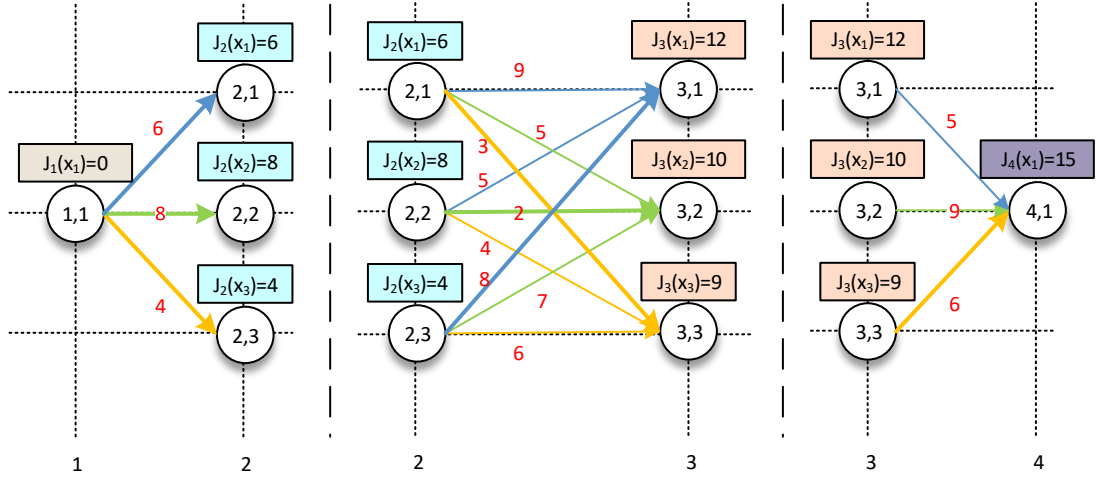 J2(x1)=6
J2(x1)=6
J3(x1)=12
J3(x1)=12
9
2,1
2,1
3,1
3,1
6
5
5
3
J1(x1)=0
J2(x2)=8
J2(x2)=8
J3(x2)=10
J3(x2)=10
J4(x1)=15
5
1,1
8
2,2
2,2
2
3,2
3,2
9
4,1
4
J2(x3)=4
J2(x3)=4
8
J3(x3)=9
J3(x3)=9
4
7
6
2,3
2,3
3,3
3,3
6
1
2
2
3
3
4